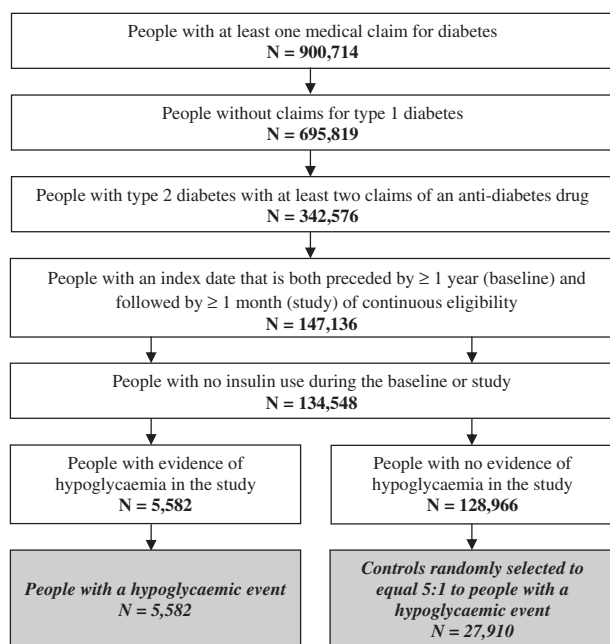 People with at least one medical claim for diabetes
N = 900,714
People without claims for type 1 diabetes
N = 695,819
People with type 2 diabetes with at least two claims of an anti-diabetes drug
N = 342,576
People with an index date that is both preceded by ≥ 1 year (baseline) and
followed by ≥ 1 month (study) of continuous eligibility
N = 147,136
People with no insulin use during the baseline or study
N = 134,548
People with evidence of
hypoglycaemia in the study
N = 5,582
People with no evidence of
hypoglycaemia in the study
N = 128,966
People with a hypoglycaemic event
N = 5,582
Controls randomly selected to
equal 5:1 to people with a
hypoglycaemic event
N = 27,910